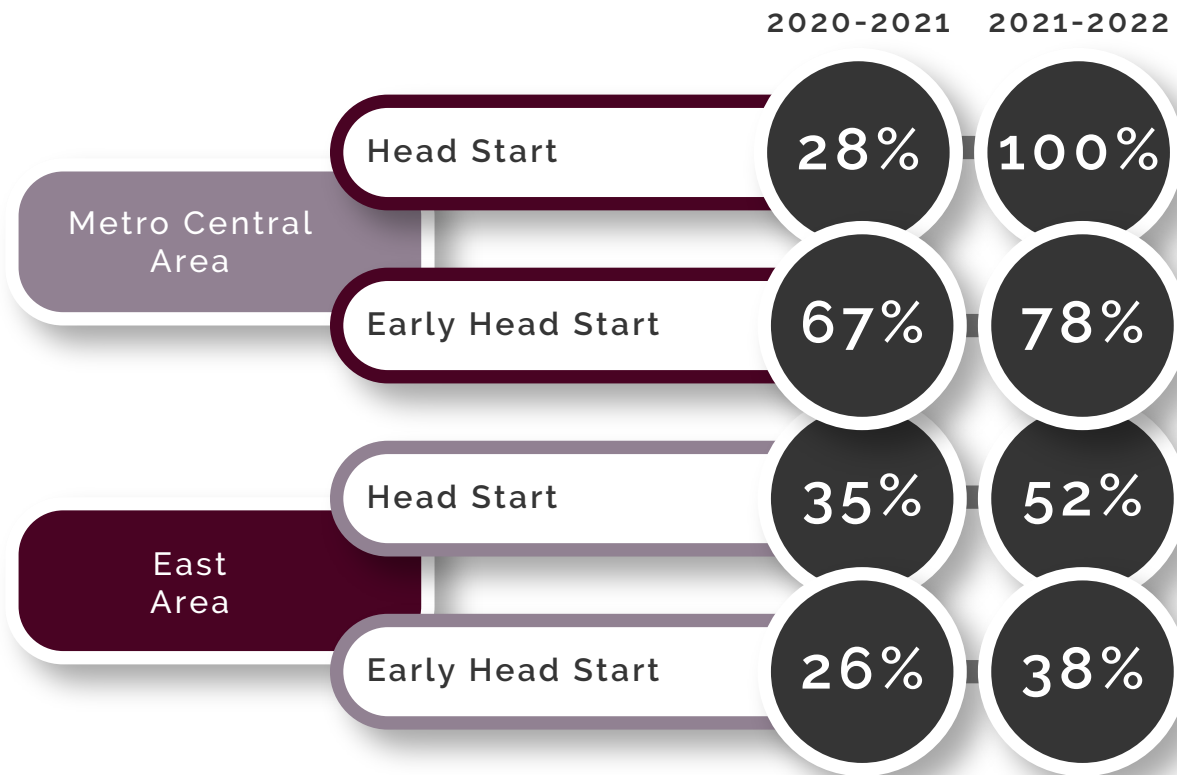 2020-2021 2021-2022
Metro Central
Area
Head Start 28% 100%
Early Head Start 67% 78%
East
Area
Head Start 35% 52%
Early Head Start 26% 38%